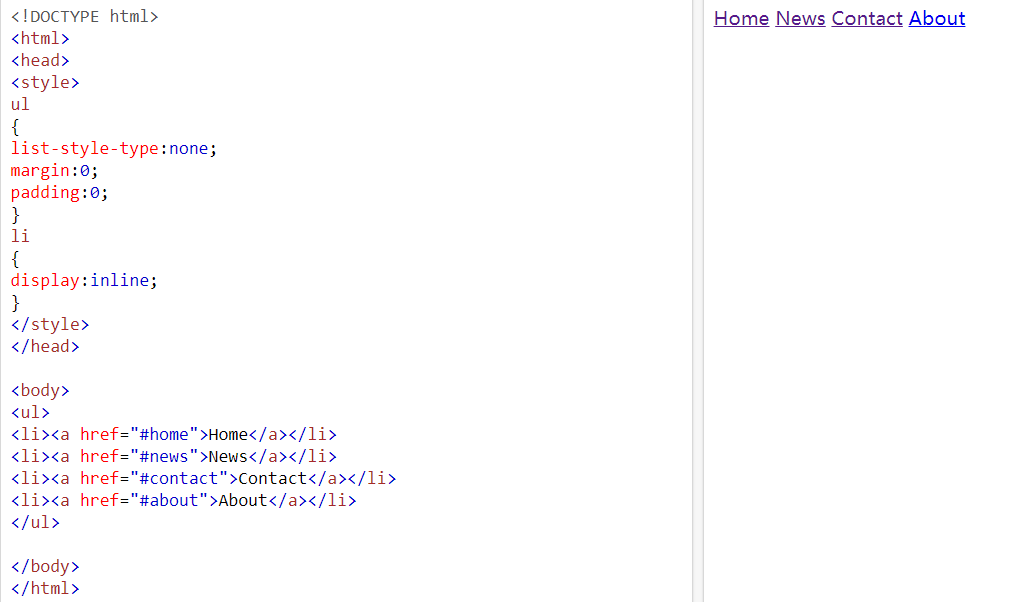 <!DOCTYPE html>
<html>
<head>
<style>
ul
{
list-style-type:none;
margin:0;
padding:0;
}
li
{
display:inline;
}
</style>
</head>

<body>
<ul>
<li><a href="#home">Home</a></li>
<li><a href="#news">News</a></li>
<li><a href="#contact">Contact</a></li>
<li><a href="#about">About</a></li>
</ul>

</body>
</html>
Home News Contact About